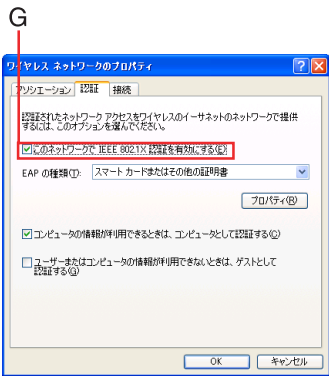 G
ワイヤレス ネットワークのプロパティ
アソシエーション 認証 接続
認証されたネットワーク アクセスをワイヤレスのイーサネットのネットワークで提供
するには、このオプションを選んでください。
このネットワークで IEEE 802.1X 認証を有効にする(E)
EAP の種類(T): スマート カードまたはその他の証明書
プロパティ(R)
コンピュータの情報が利用できるときは、コンピュータとして認証する(C)
ユーザーまたはコンピュータの情報が利用できないときは、ゲストとして
認証する(G)
OK キャンセル